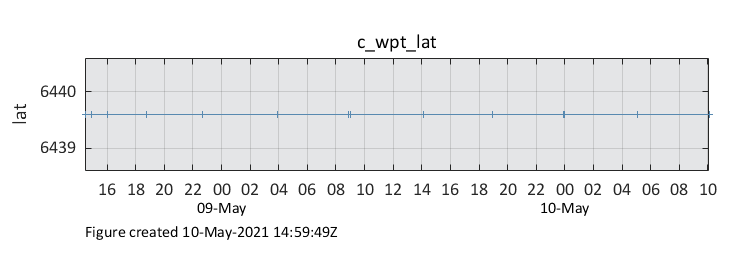 c_wpt_lat
6440
lat
6439
16 18 20 22 00 02 04 06 08 10 12 14 16 18 20 22 00 02 04 06 08 10
09-May 10-May
Figure created 10-May-2021 14:59:49Z